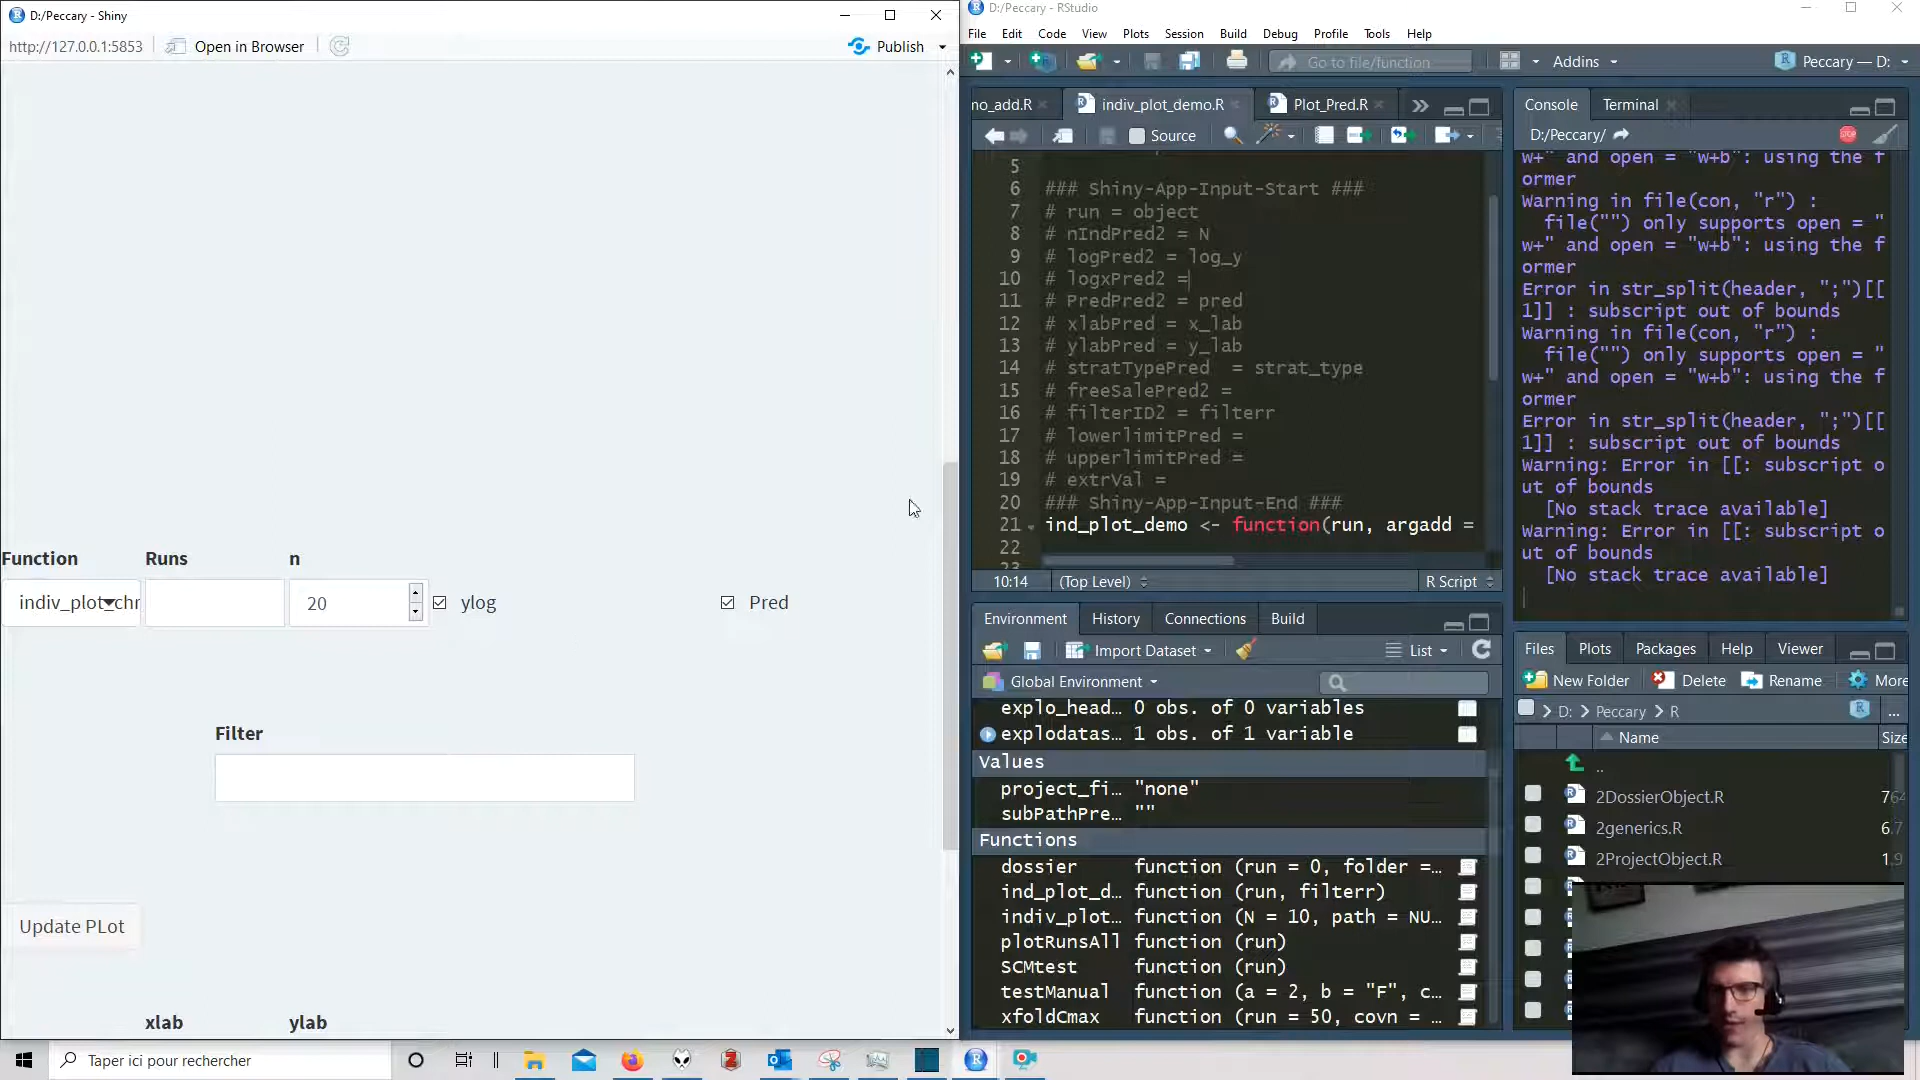 D:/Peccary - Shiny
http://127.0.0.1:5853
Open in Browser
Publish
Function
Runs
n
indiv_plot_chr
20
ylog
Pred
Filter
Update PLot
xlab
ylab
D:/Peccary - RStudio
File
Edit
Code
View
Plots
Session
Build
Debug
Profile
Tools
Help
Go to file/function
Addins
Peccary — D:
no_add.R
indiv_plot_demo.R
Plot_Pred.R
Source
5
6 ### Shiny-App-Input-Start ###
7 # run = object
8 # nIndPred2 = N
9 # logPred2 = log_y
10 # logxPred2 =
11 # PredPred2 = pred
12 # xlabPred = x_lab
13 # ylabPred = y_lab
14 # stratTypePred  = strat_type
15 # freeSalePred2 =
16 # filterID2 = filterr
17 # lowerlimitPred =
18 # upperlimitPred =
19 # extrVal =
20 ### Shiny-App-Input-End ###
21 ind_plot_demo <- function(run, argadd =
22
23
10:14
(Top Level)
R Script
Console
Terminal
D:/Peccary/
w+" and open = "w+b": using the f
ormer
Warning in file(con, "r") :
  file("") only supports open = "
w+" and open = "w+b": using the f
ormer
Error in str_split(header, ";")[[
1]] : subscript out of bounds
Warning in file(con, "r") :
  file("") only supports open = "
w+" and open = "w+b": using the f
ormer
Error in str_split(header, ";")[[
1]] : subscript out of bounds
Warning: Error in [[: subscript o
ut of bounds
  [No stack trace available]
Warning: Error in [[: subscript o
ut of bounds
  [No stack trace available]
Environment
History
Connections
Build
Import Dataset
List
Global Environment
explo_head… 0 obs. of 0 variables
explodatas… 1 obs. of 1 variable
Values
project_fi… "none"
subPathPre… ""
Functions
dossier function (run = 0, folder =…
ind_plot_d… function (run, filterr)
indiv_plot… function (N = 10, path = NU…
plotRunsAll function (run)
SCMtest function (run)
testManual function (a = 2, b = "F", c…
xfoldCmax function (run = 50, covn = …
Files
Plots
Packages
Help
Viewer
New Folder
Delete
Rename
More
D: > Peccary > R
...
Name
Size
..
2DossierObject.R 764
2generics.R 6.7
2ProjectObject.R 1.9
Taper ici pour rechercher